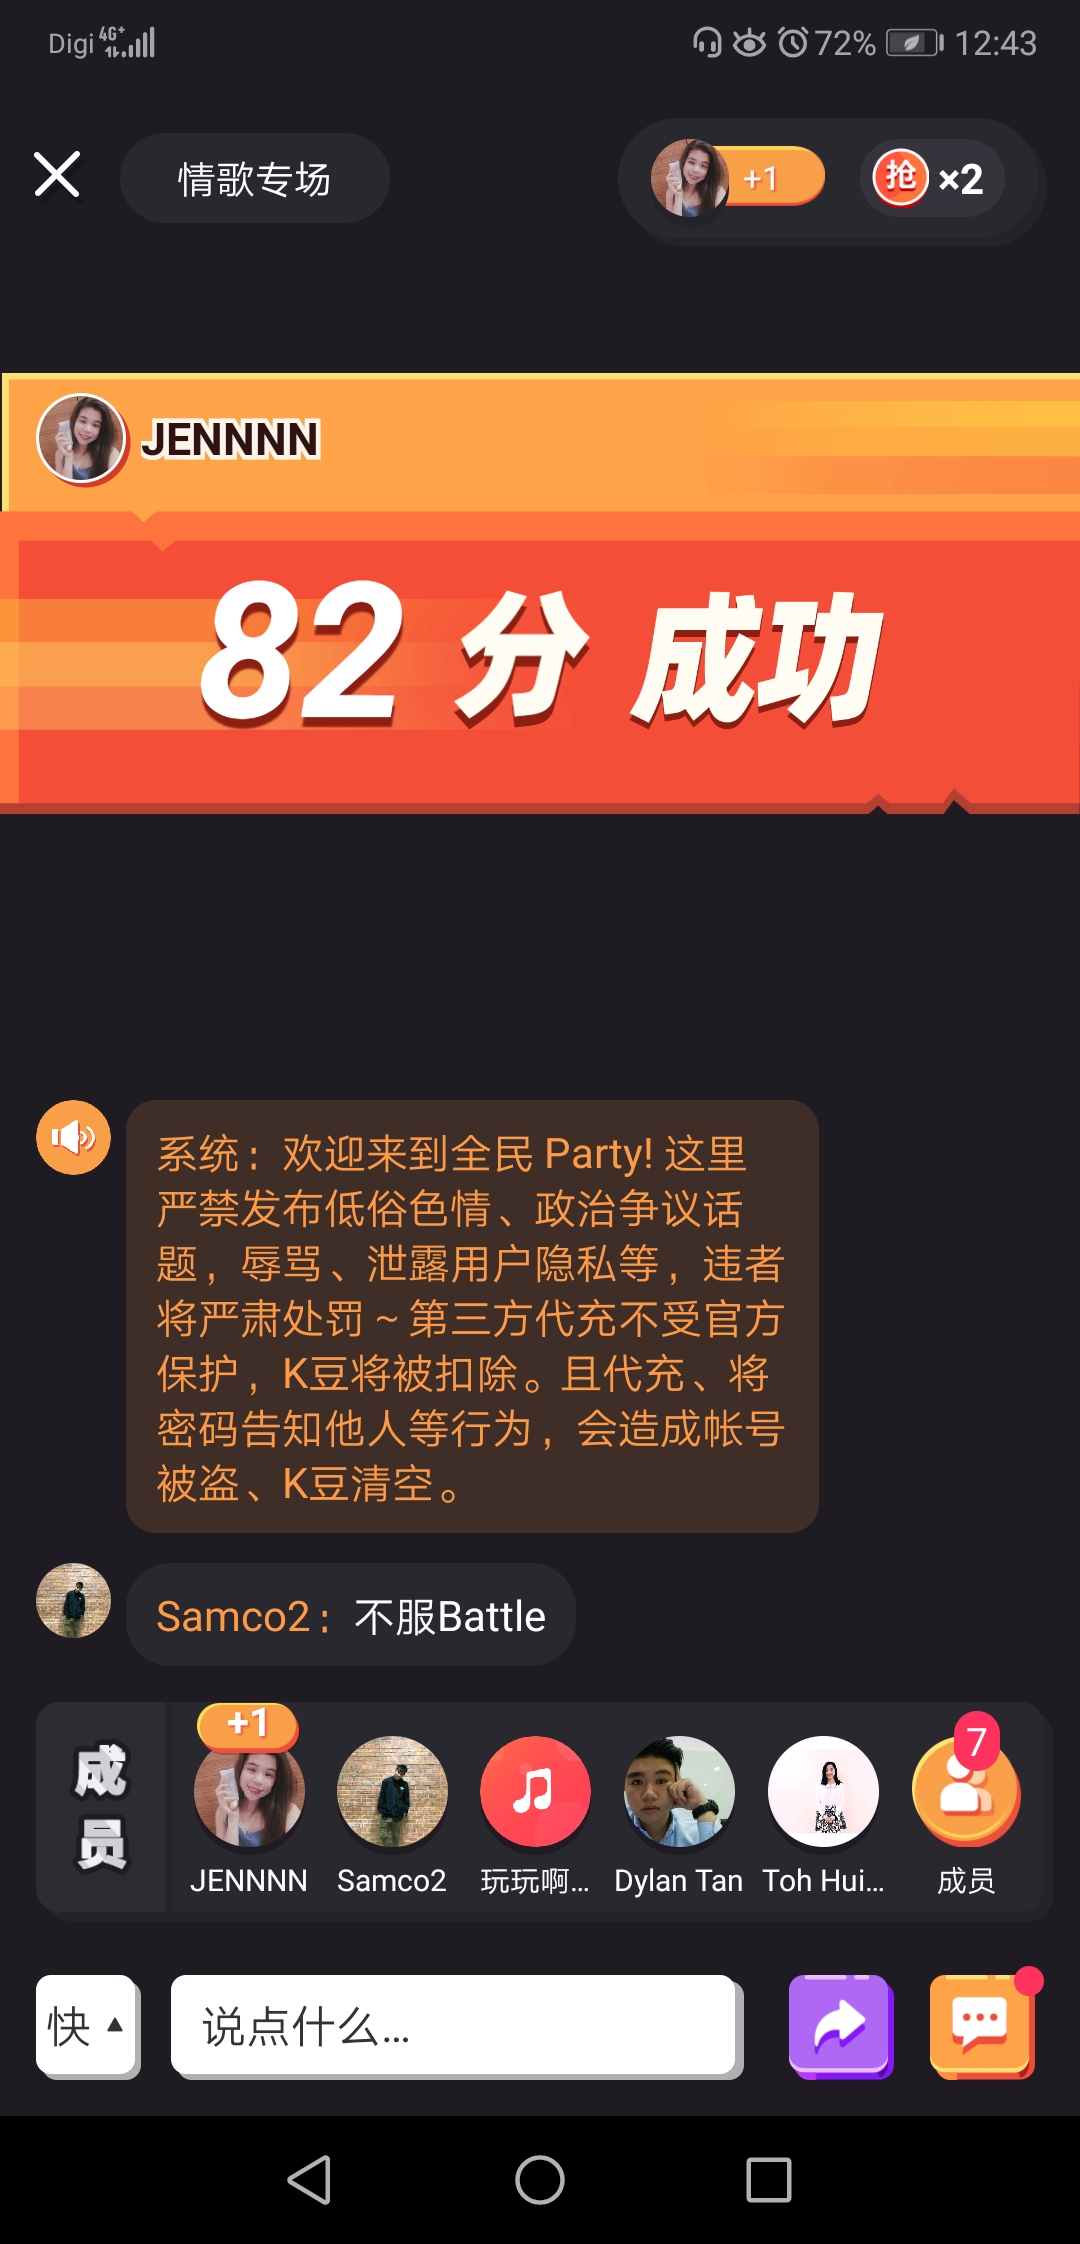 Digi 4G+ 72% 12:43
情歌专场 +1 抢 ×2
JENNNN
82 分 成功
系统：欢迎来到全民 Party! 这里
严禁发布低俗色情、政治争议话
题，辱骂、泄露用户隐私等，违者
将严肃处罚 ~ 第三方代充不受官方
保护，K豆将被扣除。且代充、将
密码告知他人等行为，会造成帐号
被盗、K豆清空。
Samco2：不服Battle
成员
+1
7
JENNNN Samco2 玩玩啊... Dylan Tan Toh Hui... 成员
快 ▲ 说点什么...